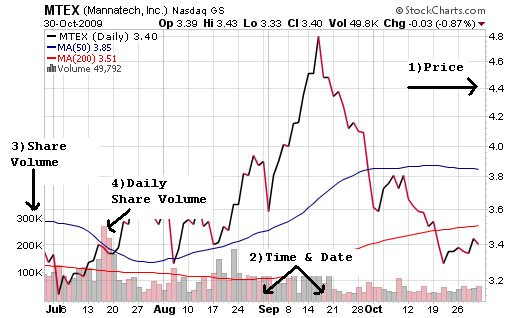 MTEX (Mannatech, Inc.) Nasdaq GS © StockCharts.com
30-Oct-2009 Op 3.39 Hi 3.43 Lo 3.33 Cl 3.40 Vol 49.8K Chg -0.03 (-0.87%)
MTEX (Daily) 3.40
MA(50) 3.85
MA(200) 3.51
Volume 49,792
4.8
1)Price
4.4
4.2
4.0
3)Share
Volume
4)Daily
Share Volume
3.8
3.6
300K
200K
100K
2)Time & Date
3.4
3.2
Jul 6 13 20 27 Aug 10 17 24 Sep 8 14 21 28 Oct 12 19 26